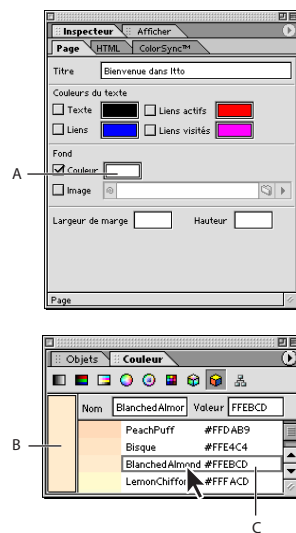 Inspecteur Afficher
Page HTML ColorSync™
Titre Bienvenue dans Itto
Couleurs du texte
Texte Liens actifs
Liens Liens visités
Fond
A Couleur
Image
Largeur de marge Hauteur
Page
Objets Couleur
Nom BlanchedAlmor Valeur FFEBCD
PeachPuff #FFDAB9
B Bisque #FFE4C4
BlanchedAlmond #FFEBCD
LemonChiffon #FFFACD
C